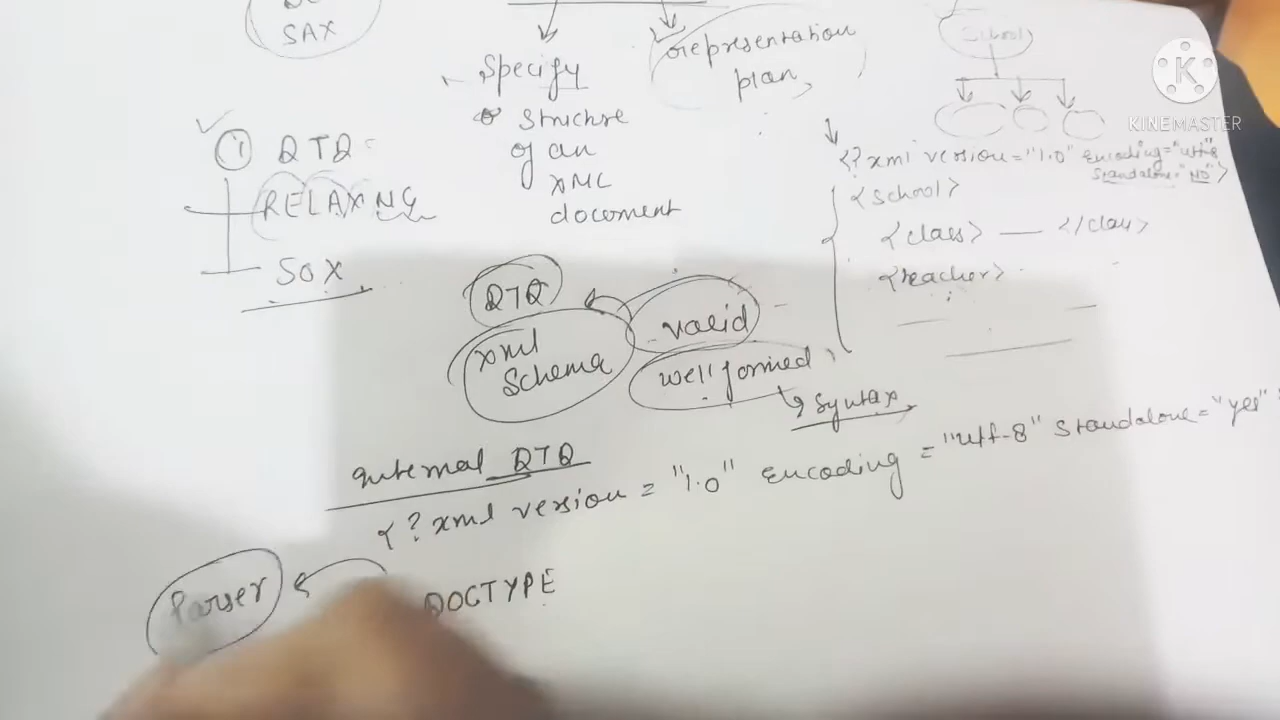 SAX
Specify
structure
of an
XML
document
representation
plan
School
KINEMASTER
① DTD
RELAXNG
SOX
<?xml version="1.0" encoding="utf-8
Standalone="NO">
<school>
<class> — </class>
<teacher>
DTD
xml
Schema
valid
well formed
Syntax
Internal DTD
<?xml version = "1.0" encoding = "utf-8" Standalone = "yes"
Parser
DOCTYPE